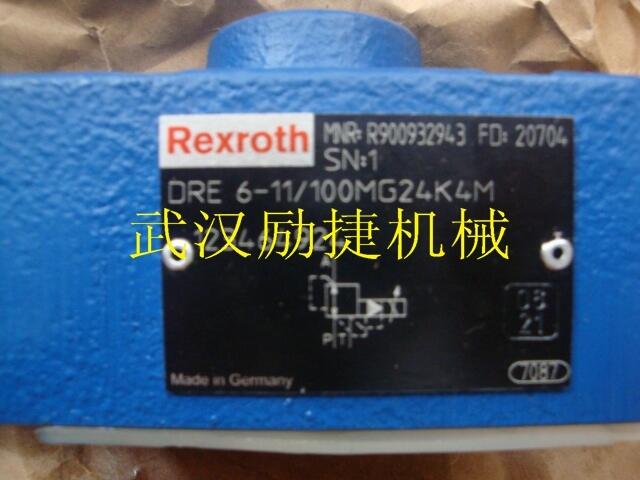 Rexroth MNR: R900932943 FD: 20704
SN:1
DRE 6-11/100MG24K4M
武汉励捷机械
A
P T
21
Made in Germany
7087